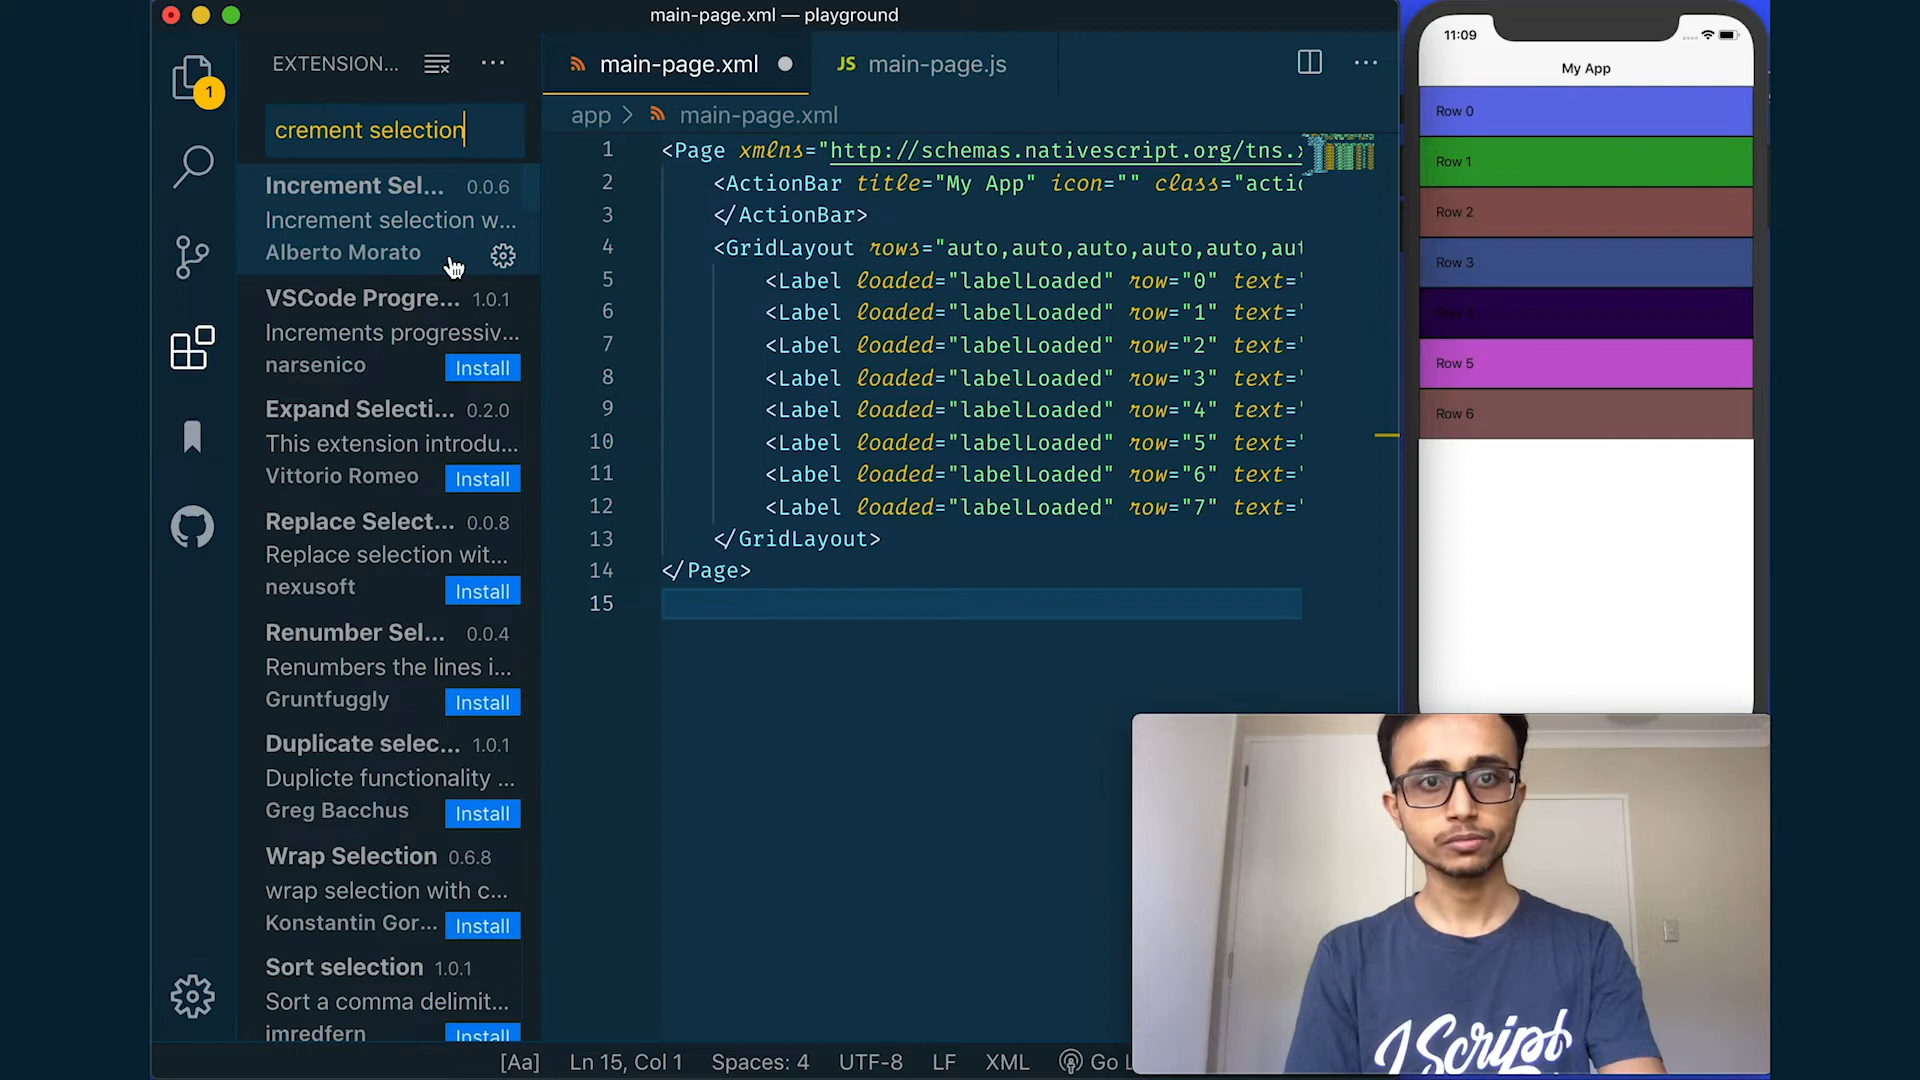 main-page.xml — playground
EXTENSION...
1
crement selection
Increment Sel... 0.0.6
Increment selection w...
Alberto Morato
VSCode Progre... 1.0.1
Increments progressiv...
narsenico
Install
Expand Selecti... 0.2.0
This extension introdu...
Vittorio Romeo
Install
Replace Select... 0.0.8
Replace selection wit...
nexusoft
Install
Renumber Sel... 0.0.4
Renumbers the lines i...
Gruntfuggly
Install
Duplicate selec... 1.0.1
Duplicte functionality ...
Greg Bacchus
Install
Wrap Selection 0.6.8
wrap selection with c...
Konstantin Gor...
Install
Sort selection 1.0.1
Sort a comma delimit...
imredfern
Install
main-page.xml
JS main-page.js
app > main-page.xml
1 <Page xmlns="http://schemas.nativescript.org/tns.x
2 <ActionBar title="My App" icon="" class="actio
3 </ActionBar>
4 <GridLayout rows="auto,auto,auto,auto,auto,aut
5 <Label loaded="labelLoaded" row="0" text="
6 <Label loaded="labelLoaded" row="1" text="
7 <Label loaded="labelLoaded" row="2" text="
8 <Label loaded="labelLoaded" row="3" text="
9 <Label loaded="labelLoaded" row="4" text="
10 <Label loaded="labelLoaded" row="5" text="
11 <Label loaded="labelLoaded" row="6" text="
12 <Label loaded="labelLoaded" row="7" text="
13 </GridLayout>
14 </Page>
15
[Aa] Ln 15, Col 1 Spaces: 4 UTF-8 LF XML Go L
11:09
My App
Row 0
Row 1
Row 2
Row 3
Row 4
Row 5
Row 6
Script